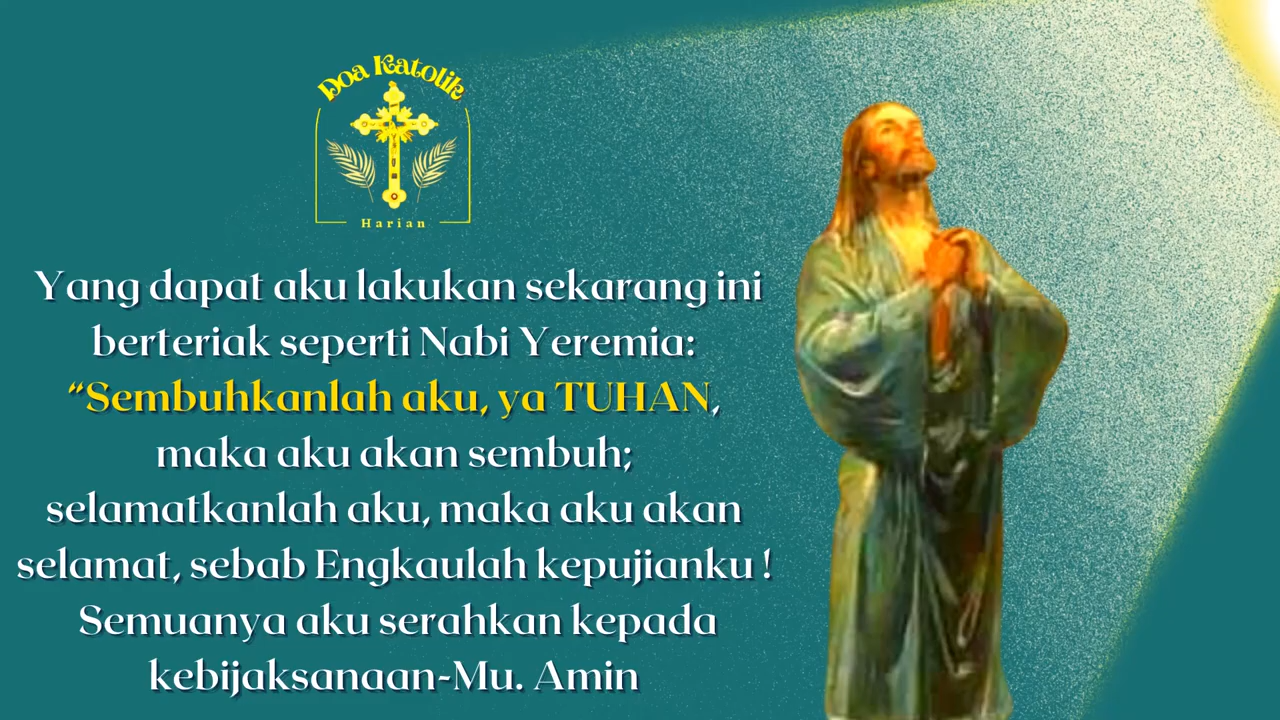 Doa Katolik
Harian
Yang dapat aku lakukan sekarang ini
berteriak seperti Nabi Yeremia:
“Sembuhkanlah aku, ya TUHAN,
maka aku akan sembuh;
selamatkanlah aku, maka aku akan
selamat, sebab Engkaulah kepujianku !
Semuanya aku serahkan kepada
kebijaksanaan-Mu. Amin